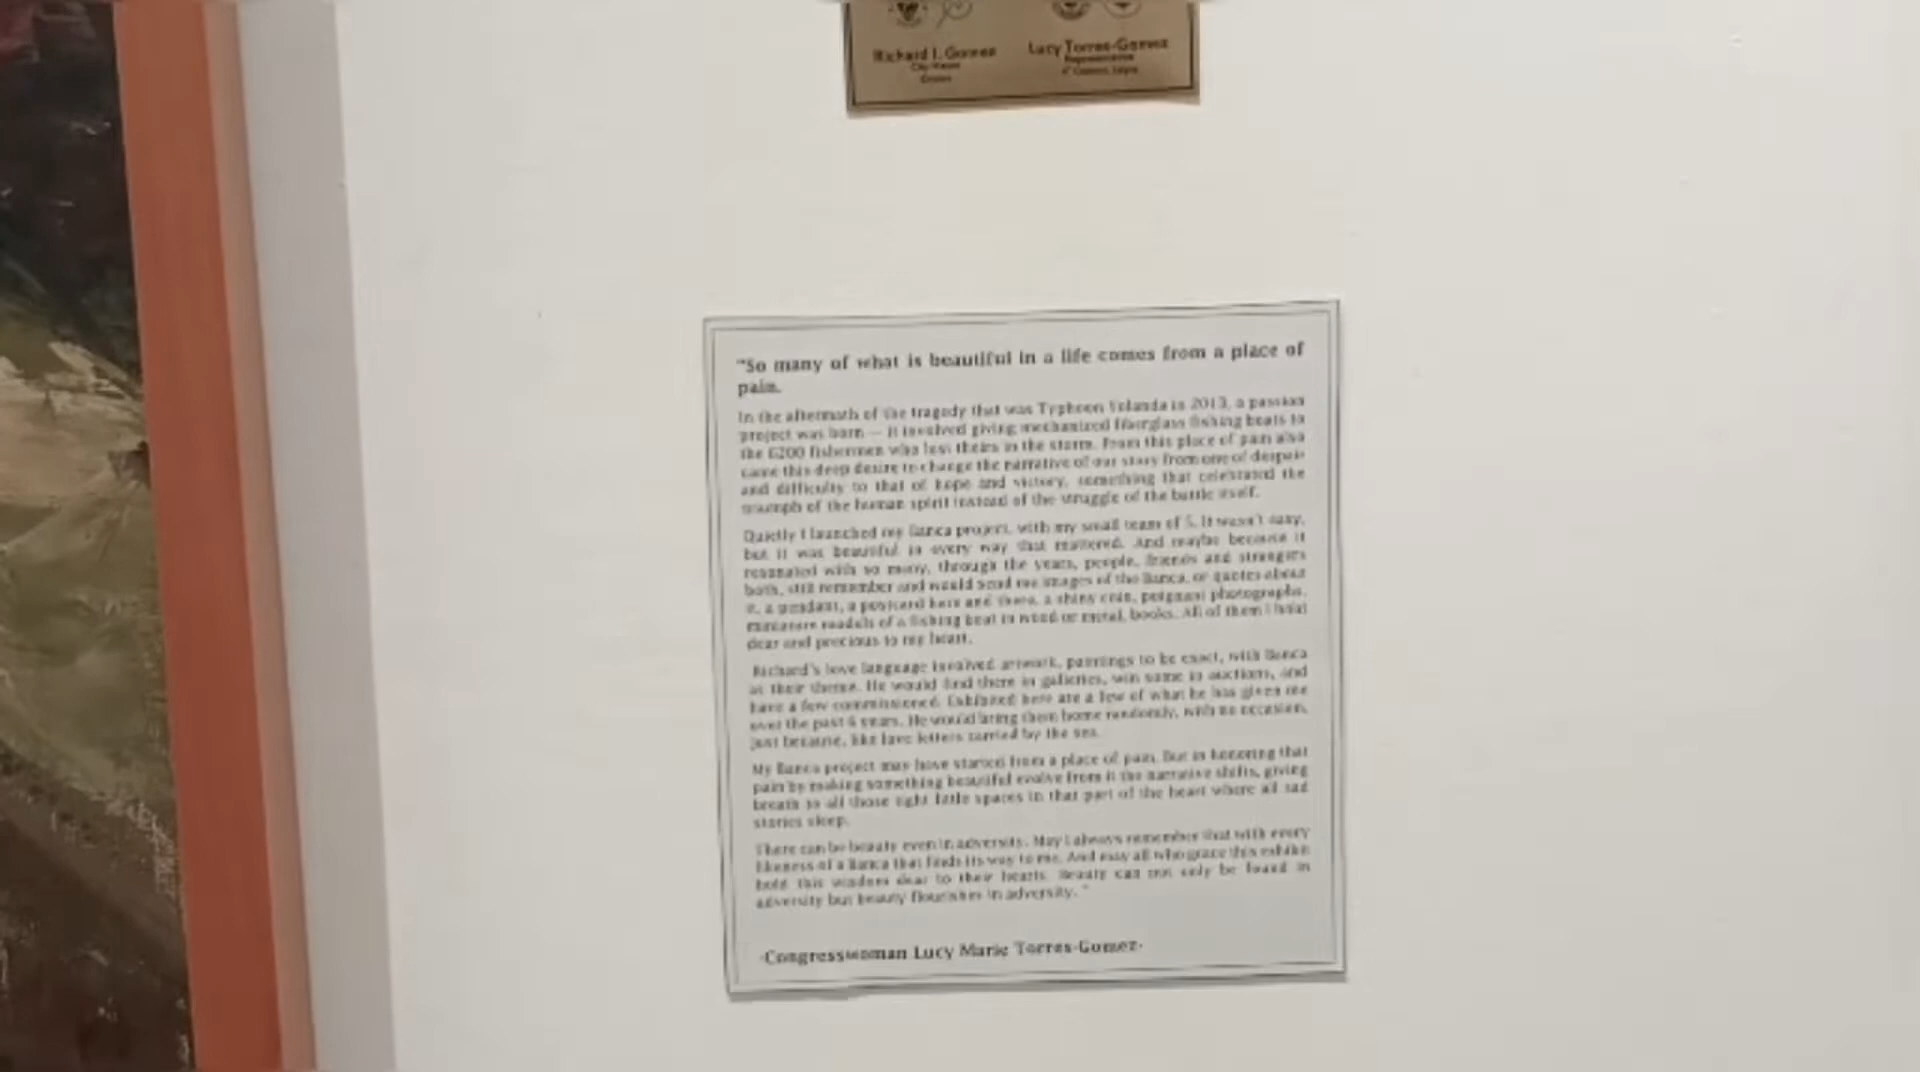 Richard I. Gomez
City Mayor
Ormoc
Lucy Torres-Gomez
Representative
4th District, Leyte
"So many of what is beautiful in a life comes from a place of
pain.
In the aftermath of the tragedy that was Typhoon Yolanda in 2013, a passion
project was born — it involved giving mechanized fiberglass fishing boats to
the 6200 fishermen who lost theirs in the storm. From this place of pain also
came this deep desire to change the narrative of our story from one of despair
and difficulty to that of hope and victory, something that celebrated the
triumph of the human spirit instead of the struggle of the battle itself.
Quietly I launched my Banca project, with my small team of 5. It wasn't easy,
but it was beautiful in every way that mattered. And maybe because it
resonated with so many, through the years, people, friends and strangers
both, still remember and would send me images of the Banca, or quotes about
it, a pendant, a postcard here and there, a shiny coin, poignant photographs,
miniature models of a fishing boat in wood or metal, books. All of them I hold
dear and precious to my heart.
Richard's love language involved artwork, paintings to be exact, with Banca
as their theme. He would find them in galleries, win some in auctions, and
have a few commissioned. Exhibited here are a few of what he has given me
over the past 6 years. He would bring them home randomly, with no occasion,
just because, like love letters carried by the sea.
My Banca project may have started from a place of pain. But in honoring that
pain by making something beautiful evolve from it the narrative shifts, giving
breath to all those tight little spaces in that part of the heart where all sad
stories sleep.
There can be beauty even in adversity. May I always remember that with every
likeness of a Banca that finds its way to me. And may all who grace this exhibit
hold this wisdom dear to their hearts. Beauty can not only be found in
adversity but beauty flourishes in adversity. "
-Congresswoman Lucy Marie Torres-Gomez-